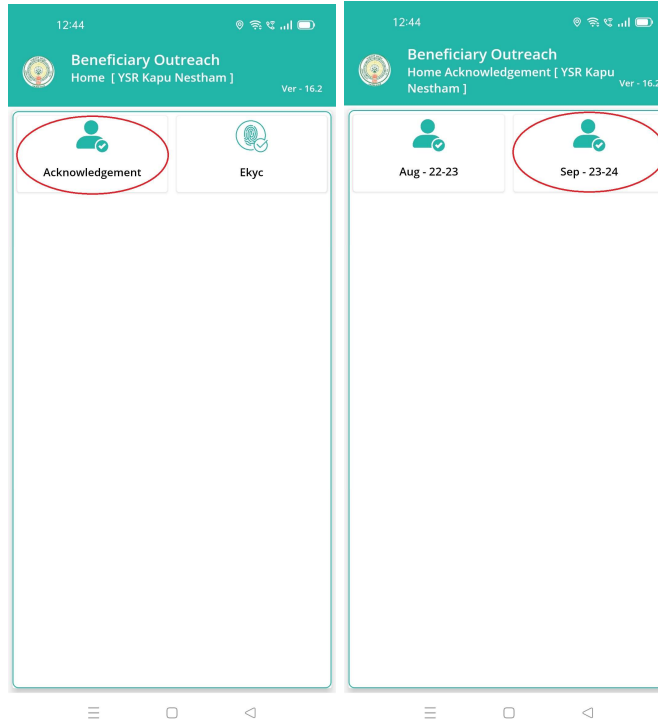 12:44
Beneficiary Outreach
Home [ YSR Kapu Nestham ]
Ver - 16.2
Acknowledgement
Ekyc
12:44
Beneficiary Outreach
Home Acknowledgement [ YSR Kapu
Nestham ]
Ver - 16.2
Aug - 22-23
Sep - 23-24